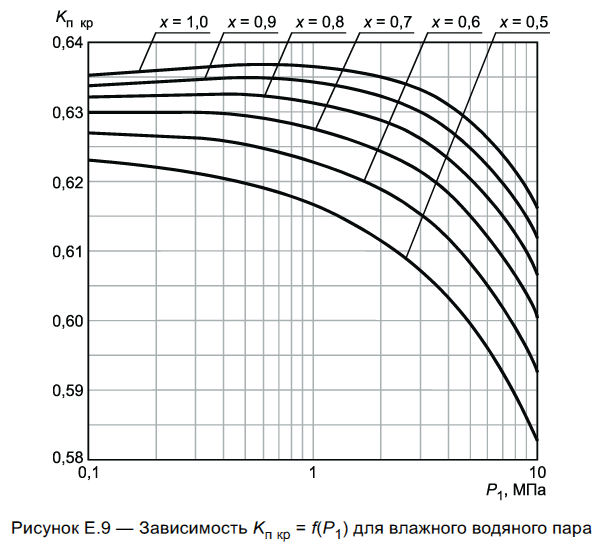 Kп кр
x = 1,0 x = 0,9 x = 0,8 x = 0,7 x = 0,6 x = 0,5
0,64
0,63
0,62
0,61
0,60
0,59
0,58
0,1 1 10
P1, МПа
Рисунок Е.9 — Зависимость Kп кр = f(P1) для влажного водяного пара